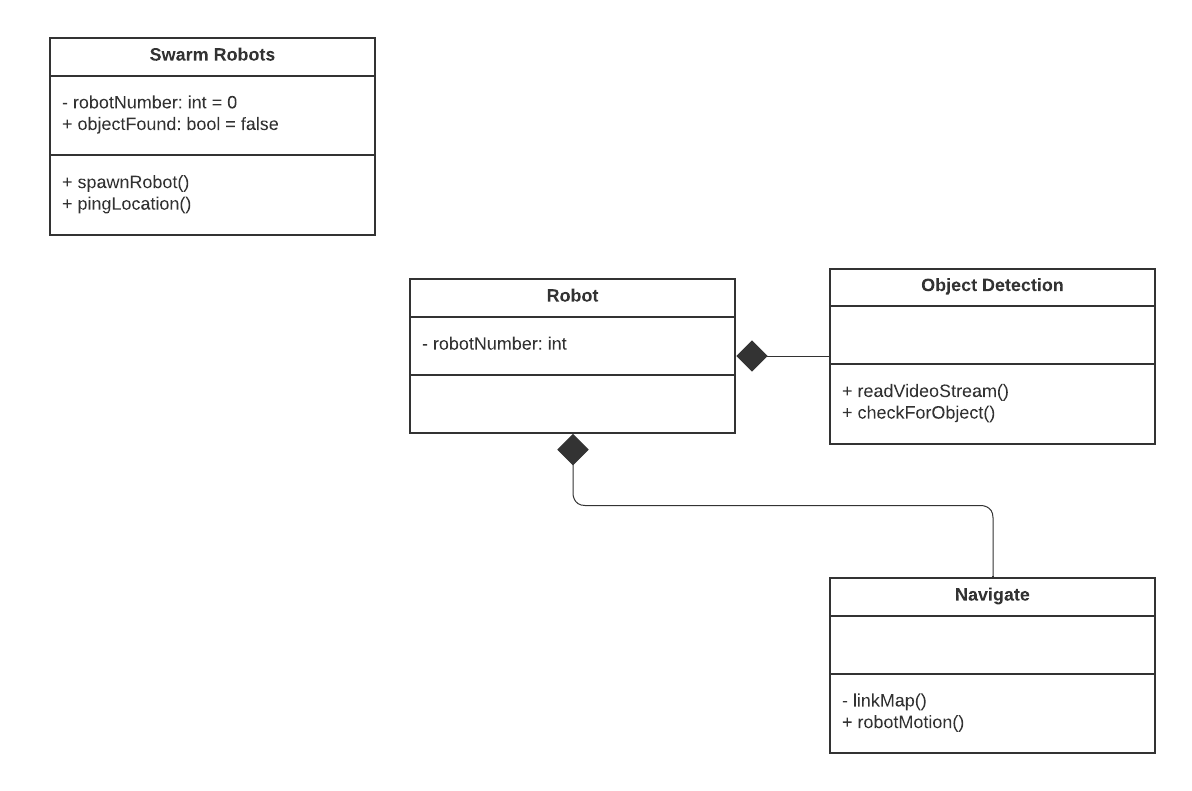 Swarm Robots
- robotNumber: int = 0
+ objectFound: bool = false
+ spawnRobot()
+ pingLocation()
Robot
- robotNumber: int
Object Detection
+ readVideoStream()
+ checkForObject()
Navigate
- linkMap()
+ robotMotion()